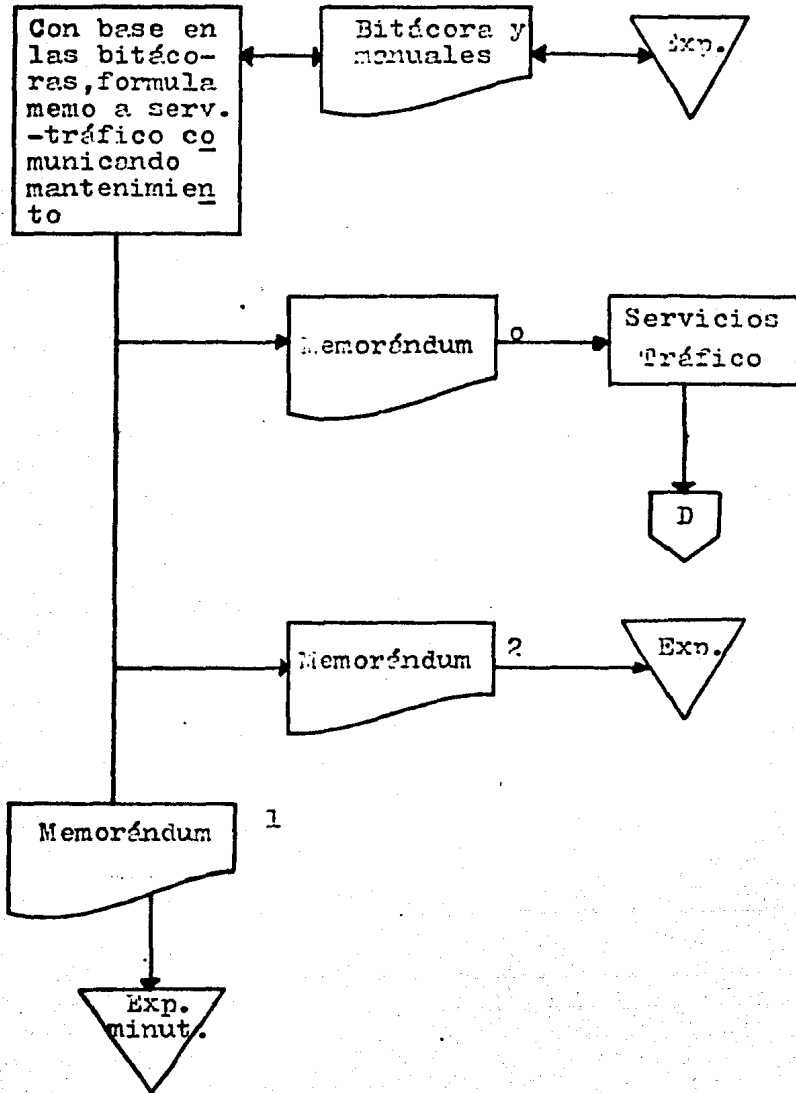 Con base en
las bitáco-
ras,formula
memo a serv.
-tráfico co
municando
mantenimien
to
Bitácora y
manuales
Exp.
Memorándum
o
Servicios
Tráfico
D
Memorándum
2
Exp.
Memorándum
1
Exp.
minut.